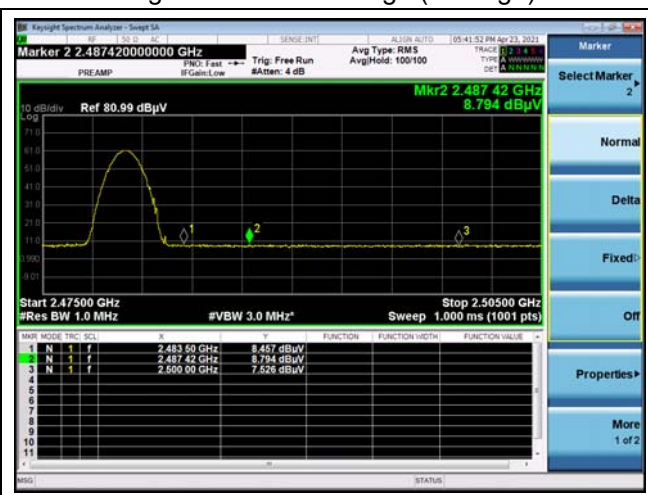 Keysight Spectrum Analyzer - Swept SA
RF 50 Ω AC SENSE:INT ALIGN AUTO 05:41:52 PM Apr 23, 2021
Marker 2 2.487420000000 GHz
PNO: Fast Trig: Free Run Avg Type: RMS TRACE 1 2 3 4 5 6
PREAMP IFGain:Low #Atten: 4 dB Avg|Hold: 100/100 TYPE A WWWWW
DET A N N N N N
Mkr2 2.487 42 GHz
8.794 dBµV
10 dB/div Ref 80.99 dBµV
Log
71.0
61.0
51.0
41.0
31.0
21.0
11.0
0.990
-9.01
1
2
3
Start 2.47500 GHz Stop 2.50500 GHz
#Res BW 1.0 MHz #VBW 3.0 MHz* Sweep 1.000 ms (1001 pts)
MKR MODE TRC SCL X Y FUNCTION FUNCTION WIDTH FUNCTION VALUE
1 N 1 f 2.483 50 GHz 8.457 dBµV
2 N 1 f 2.487 42 GHz 8.794 dBµV
3 N 1 f 2.500 00 GHz 7.526 dBµV
4
5
6
7
8
9
10
11
MSG STATUS
Marker
Select Marker
2
Normal
Delta
Fixed
Off
Properties
More
1 of 2